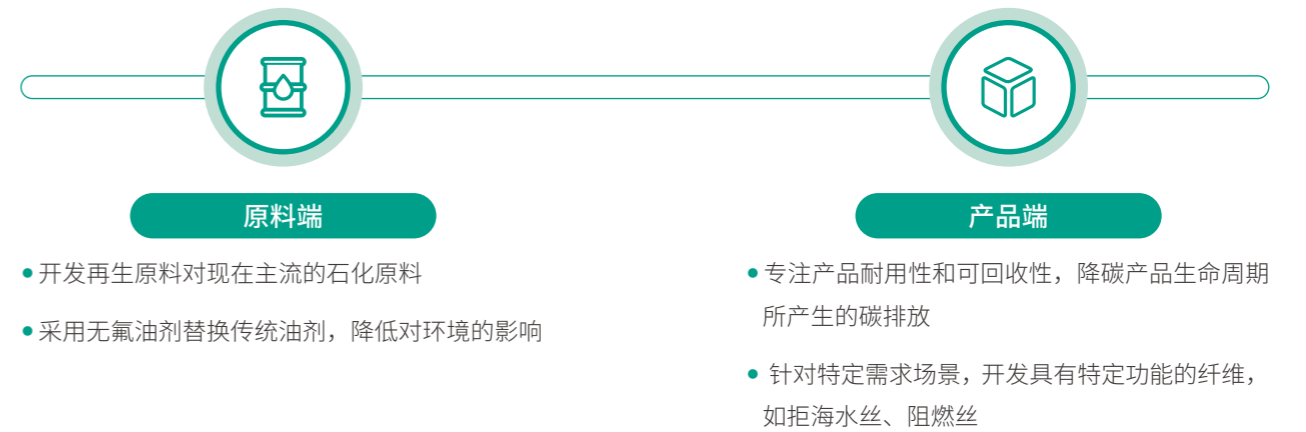 原料端
• 开发再生原料对现在主流的石化原料
• 采用无氟油剂替换传统油剂，降低对环境的影响
产品端
• 专注产品耐用性和可回收性，降碳产品生命周期
所产生的碳排放
• 针对特定需求场景，开发具有特定功能的纤维，
如拒海水丝、阻燃丝